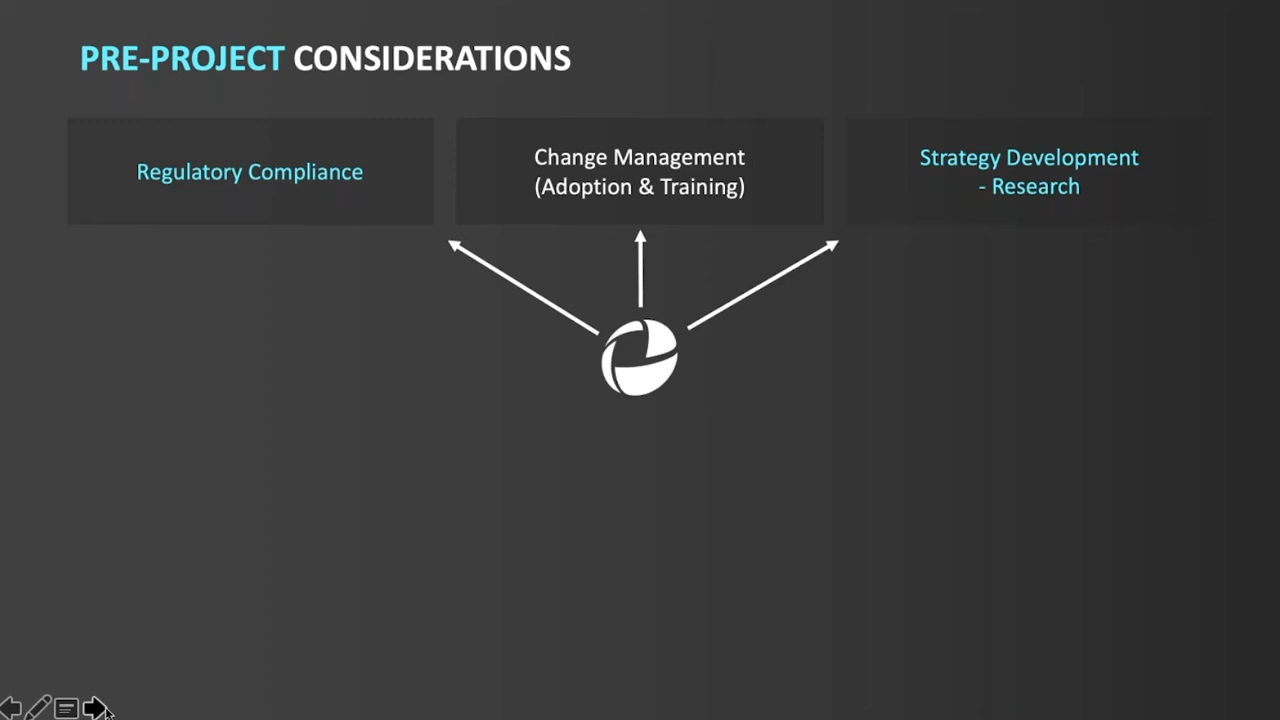 PRE-PROJECT CONSIDERATIONS
Regulatory Compliance
Change Management
(Adoption & Training)
Strategy Development
- Research